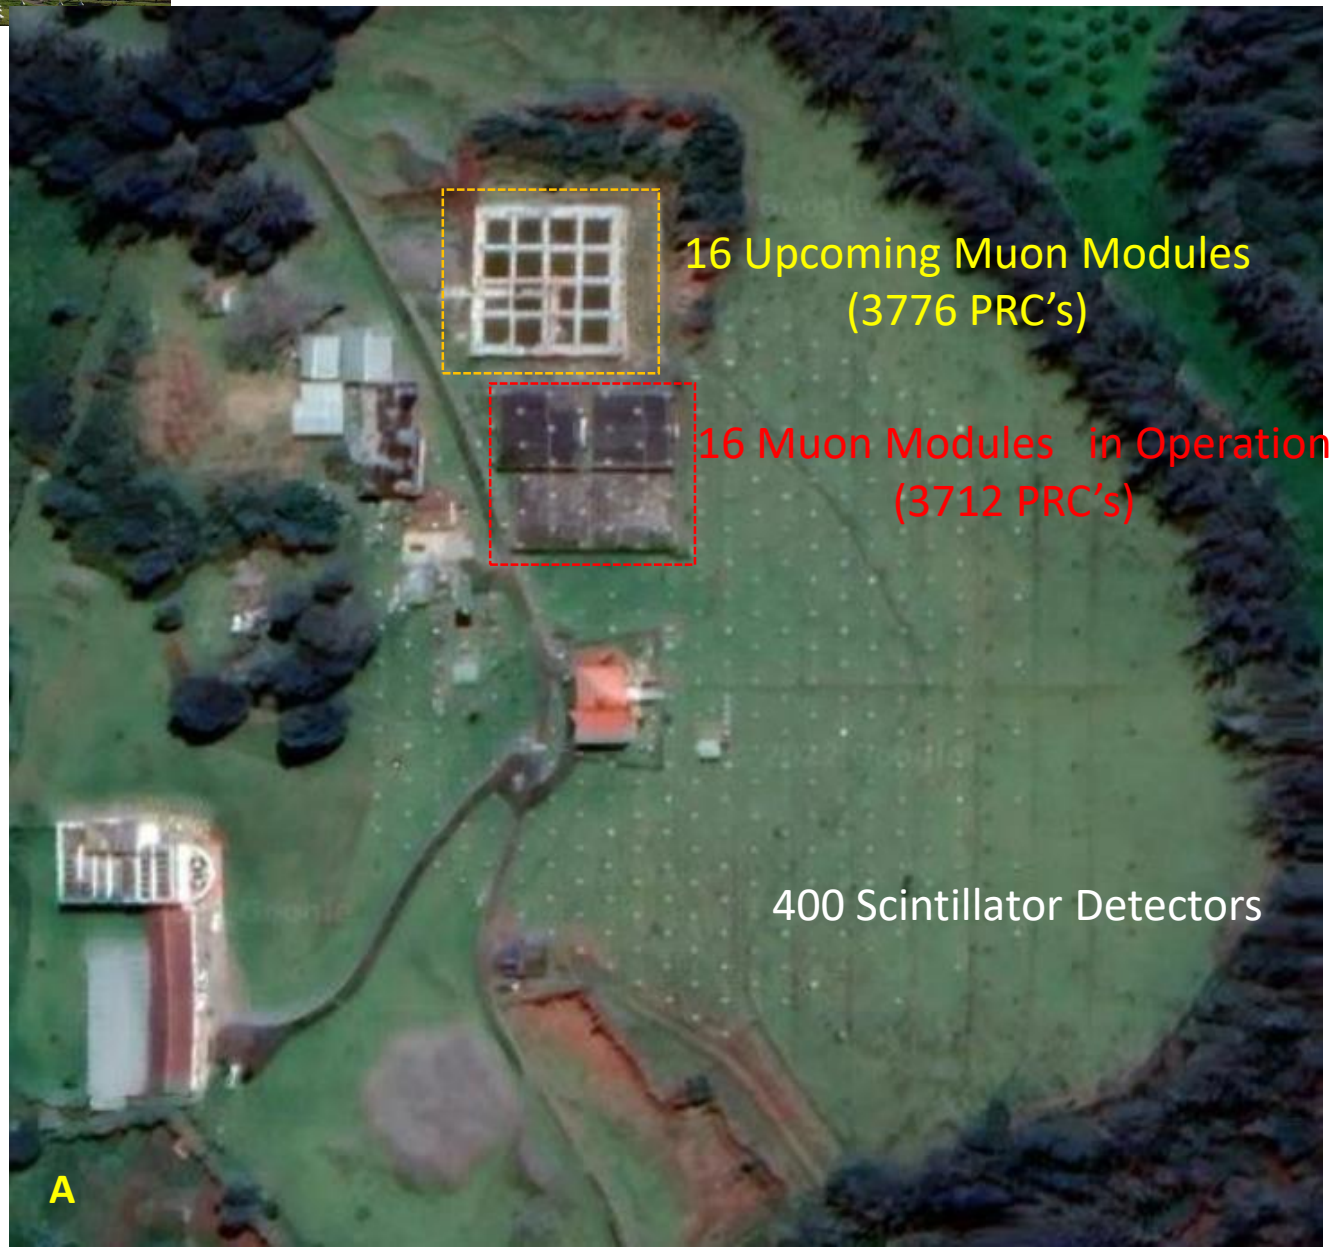 16 Upcoming Muon Modules
(3776 PRC's)
16 Muon Modules in Operation
(3712 PRC's)
400 Scintillator Detectors
A